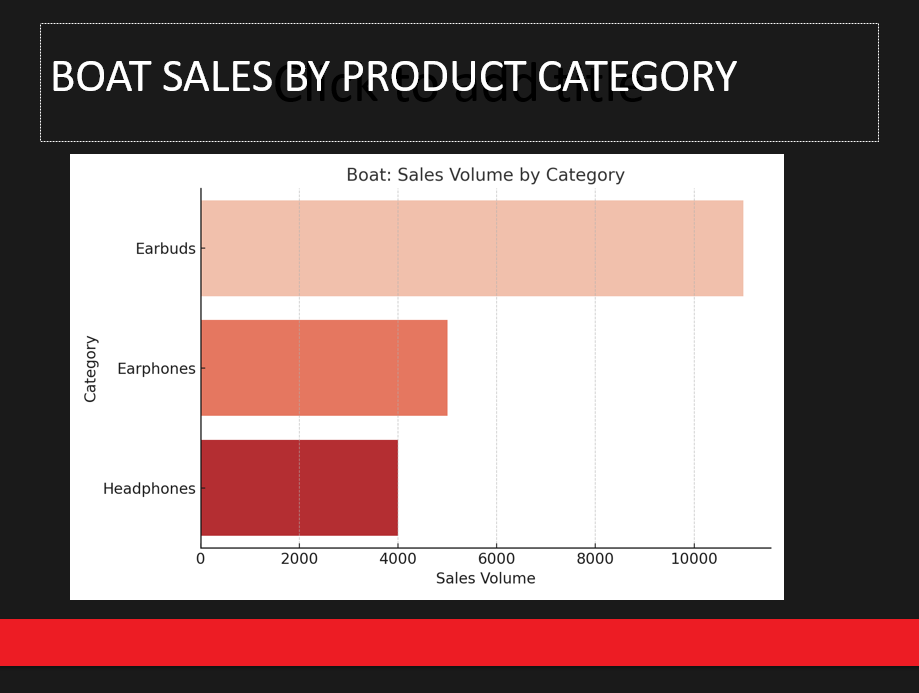 BOAT SALES BY PRODUCT CATEGORY
Click to add title
Boat: Sales Volume by Category
Category
Earbuds
Earphones
Headphones
0 2000 4000 6000 8000 10000
Sales Volume